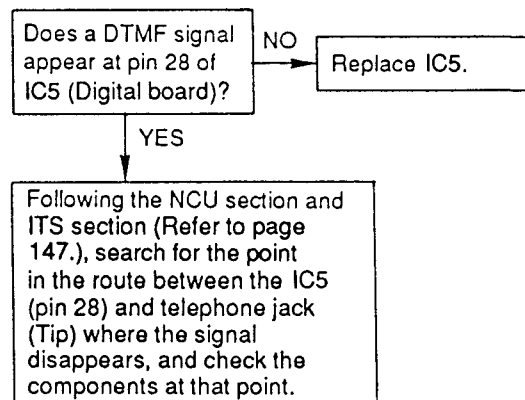 Does a DTMF signal
appear at pin 28 of
IC5 (Digital board)?
NO
Replace IC5.
YES
Following the NCU section and
ITS section (Refer to page
147.), search for the point
in the route between the IC5
(pin 28) and telephone jack
(Tip) where the signal
disappears, and check the
components at that point.